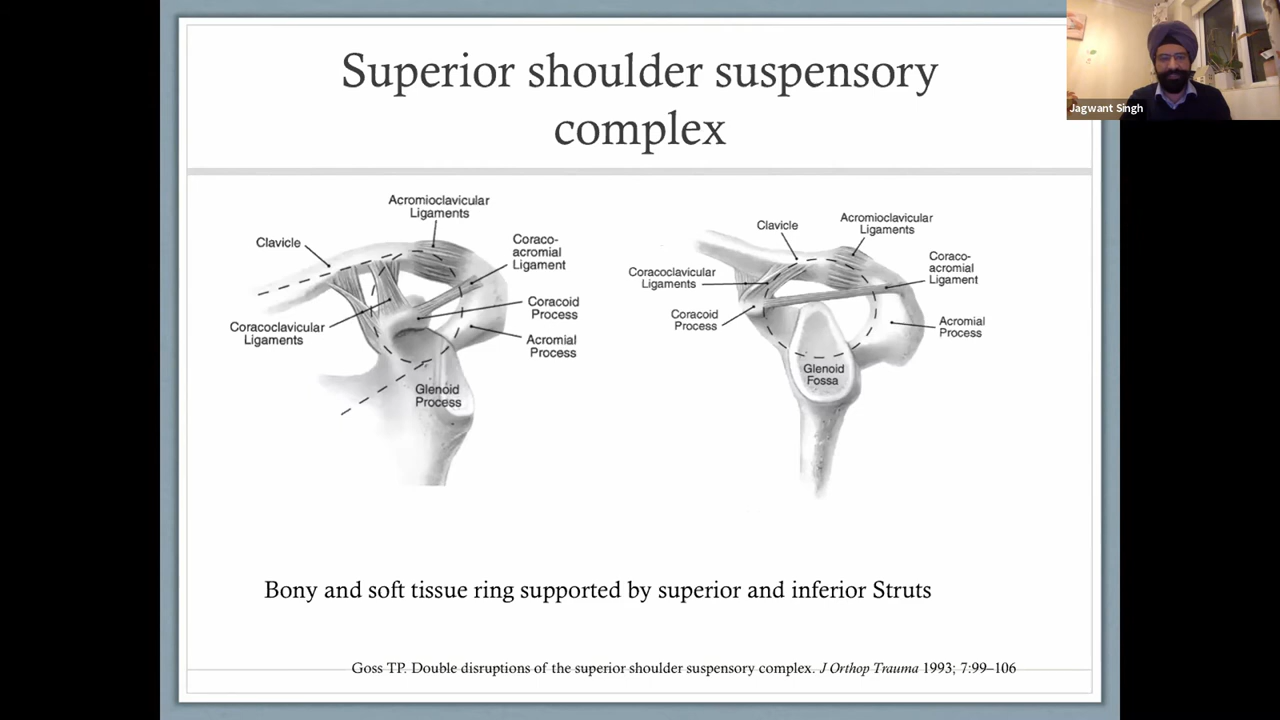 Superior shoulder suspensory
complex
Jagwant Singh
Acromioclavicular
Ligaments
Clavicle
Coraco-
acromial
Ligament
Coracoid
Process
Coracoclavicular
Ligaments
Acromial
Process
Glenoid
Process
Clavicle
Acromioclavicular
Ligaments
Coraco-
acromial
Ligament
Coracoclavicular
Ligaments
Coracoid
Process
Acromial
Process
Glenoid
Fossa
Bony and soft tissue ring supported by superior and inferior Struts
Goss TP. Double disruptions of the superior shoulder suspensory complex. J Orthop Trauma 1993; 7:99–106